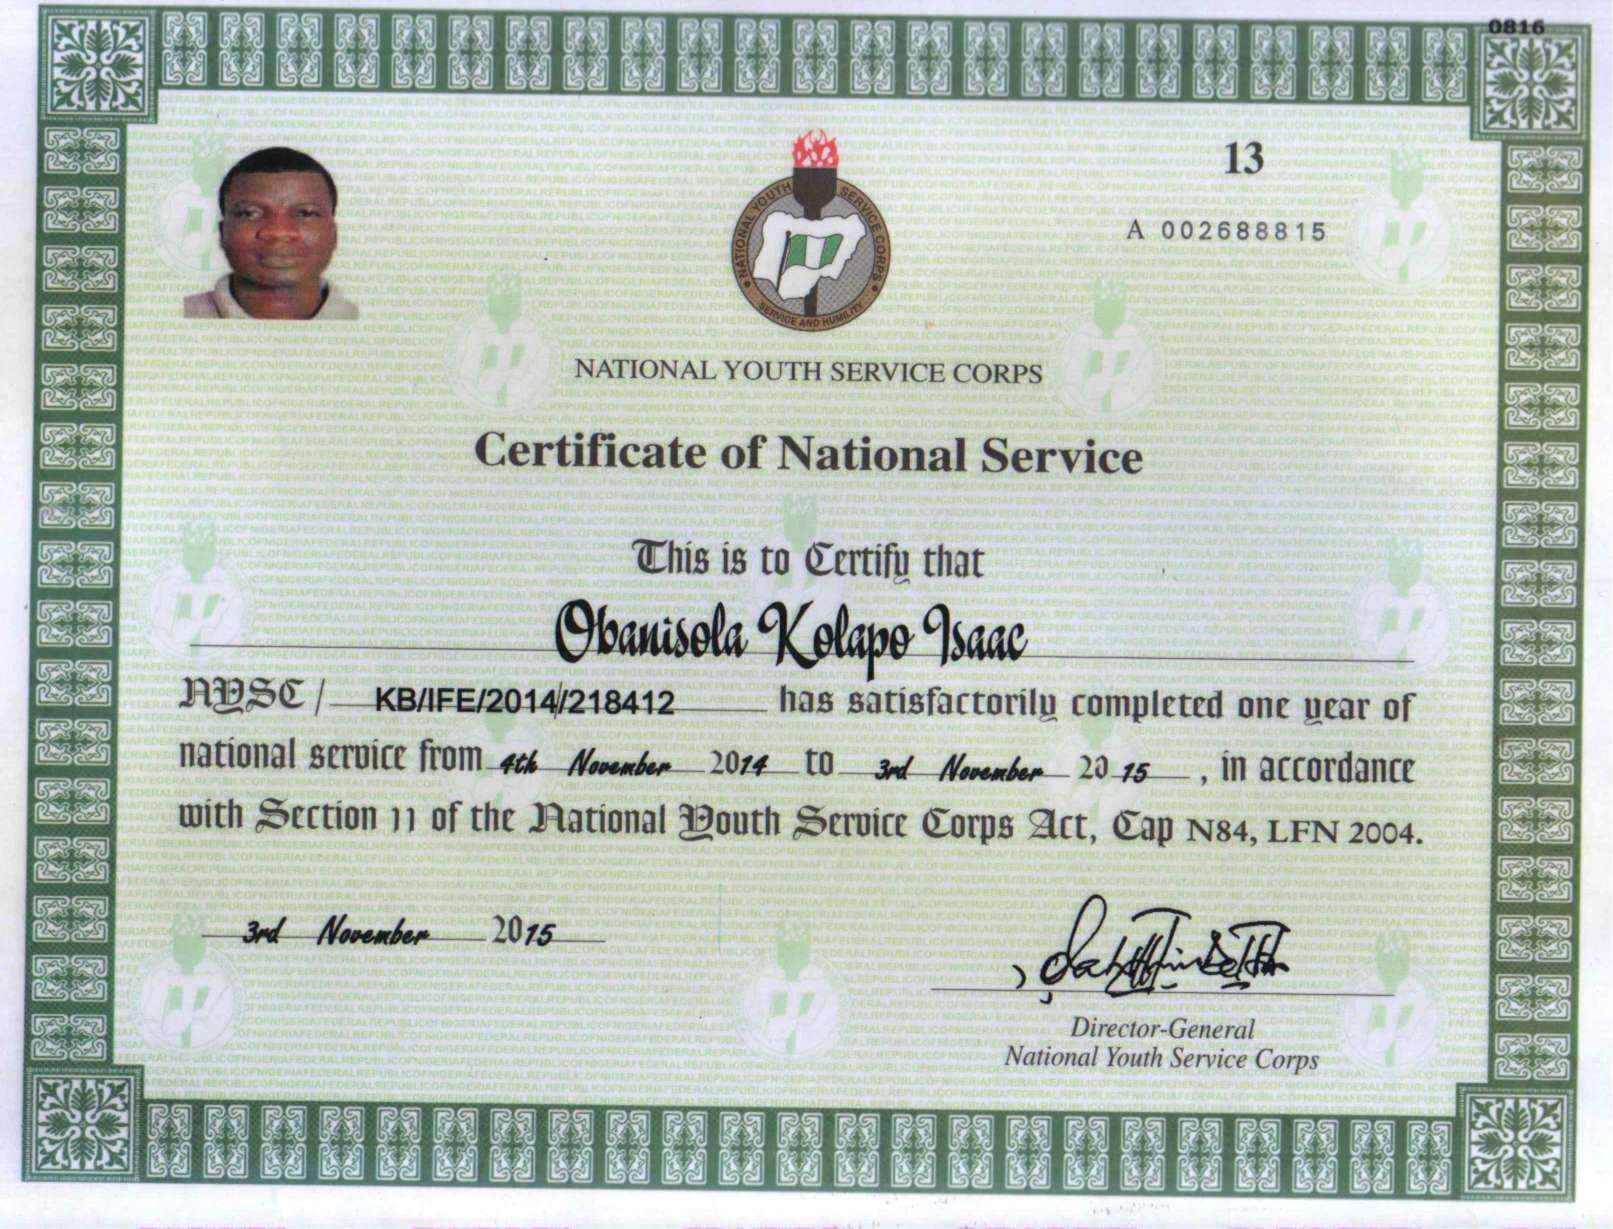 0816
13
A 002688815
NATIONAL YOUTH SERVICE CORPS
SERVICE AND HUMILITY
NATIONAL YOUTH SERVICE CORPS
Certificate of National Service
This is to Certify that
Obanisola Kolapo Isaac
NYSC / KB/IFE/2014/218412 has satisfactorily completed one year of
national service from 4th November 2014 to 3rd November 2015, in accordance
with Section 11 of the National Youth Service Corps Act, Cap N84, LFN 2004.
3rd November 2015
Director-General
National Youth Service Corps